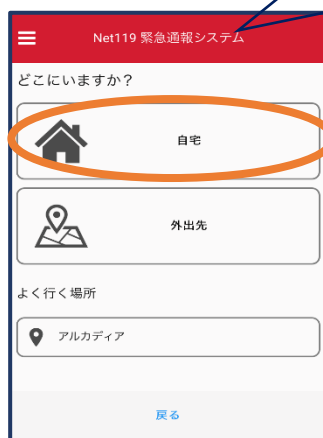 Net119 緊急通報システム
どこにいますか？
自宅
外出先
よく行く場所
アルカディア
戻る